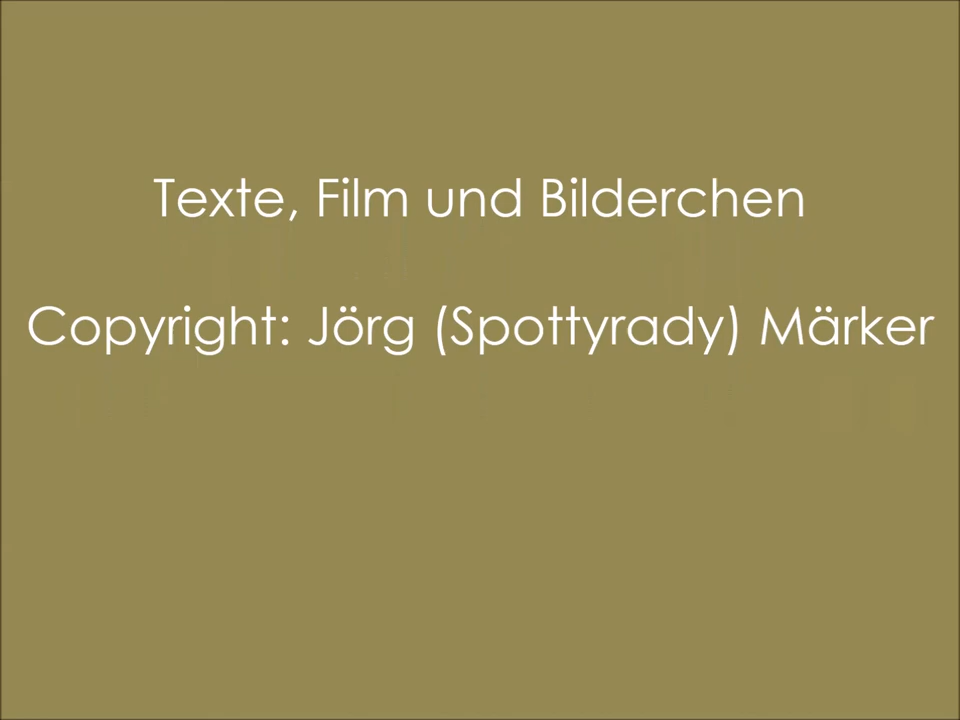 Texte, Film und Bilderchen
Copyright: Jörg (Spottyrady) Märker